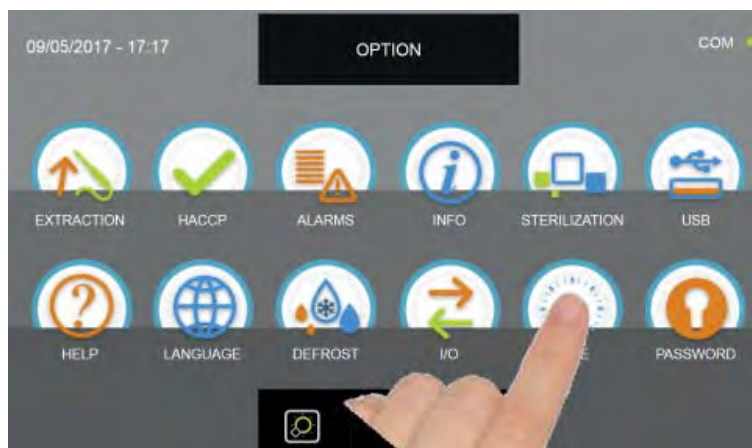 09/05/2017 - 17:17
OPTION
COM
EXTRACTION HACCP ALARMS INFO STERILIZATION USB
HELP LANGUAGE DEFROST I/O E PASSWORD